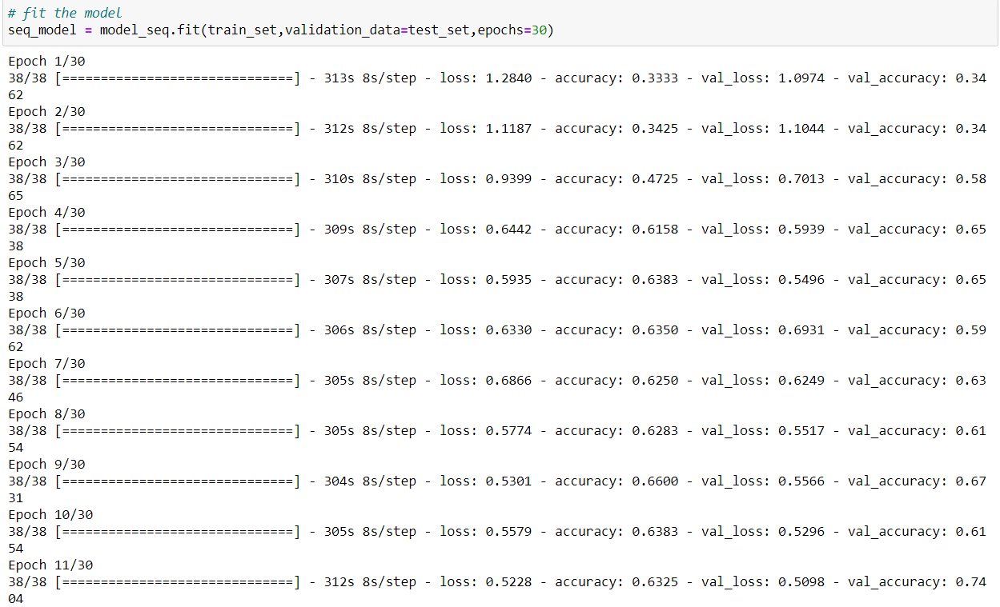 # fit the model
seq_model = model_seq.fit(train_set,validation_data=test_set,epochs=30)
Epoch 1/30
38/38 [==============================] - 313s 8s/step - loss: 1.2840 - accuracy: 0.3333 - val_loss: 1.0974 - val_accuracy: 0.34
62
Epoch 2/30
38/38 [==============================] - 312s 8s/step - loss: 1.1187 - accuracy: 0.3425 - val_loss: 1.1044 - val_accuracy: 0.34
62
Epoch 3/30
38/38 [==============================] - 310s 8s/step - loss: 0.9399 - accuracy: 0.4725 - val_loss: 0.7013 - val_accuracy: 0.58
65
Epoch 4/30
38/38 [==============================] - 309s 8s/step - loss: 0.6442 - accuracy: 0.6158 - val_loss: 0.5939 - val_accuracy: 0.65
38
Epoch 5/30
38/38 [==============================] - 307s 8s/step - loss: 0.5935 - accuracy: 0.6383 - val_loss: 0.5496 - val_accuracy: 0.65
38
Epoch 6/30
38/38 [==============================] - 306s 8s/step - loss: 0.6330 - accuracy: 0.6350 - val_loss: 0.6931 - val_accuracy: 0.59
62
Epoch 7/30
38/38 [==============================] - 305s 8s/step - loss: 0.6866 - accuracy: 0.6250 - val_loss: 0.6249 - val_accuracy: 0.63
46
Epoch 8/30
38/38 [==============================] - 305s 8s/step - loss: 0.5774 - accuracy: 0.6283 - val_loss: 0.5517 - val_accuracy: 0.61
54
Epoch 9/30
38/38 [==============================] - 304s 8s/step - loss: 0.5301 - accuracy: 0.6600 - val_loss: 0.5566 - val_accuracy: 0.67
31
Epoch 10/30
38/38 [==============================] - 305s 8s/step - loss: 0.5579 - accuracy: 0.6383 - val_loss: 0.5296 - val_accuracy: 0.61
54
Epoch 11/30
38/38 [==============================] - 312s 8s/step - loss: 0.5228 - accuracy: 0.6325 - val_loss: 0.5098 - val_accuracy: 0.74
04